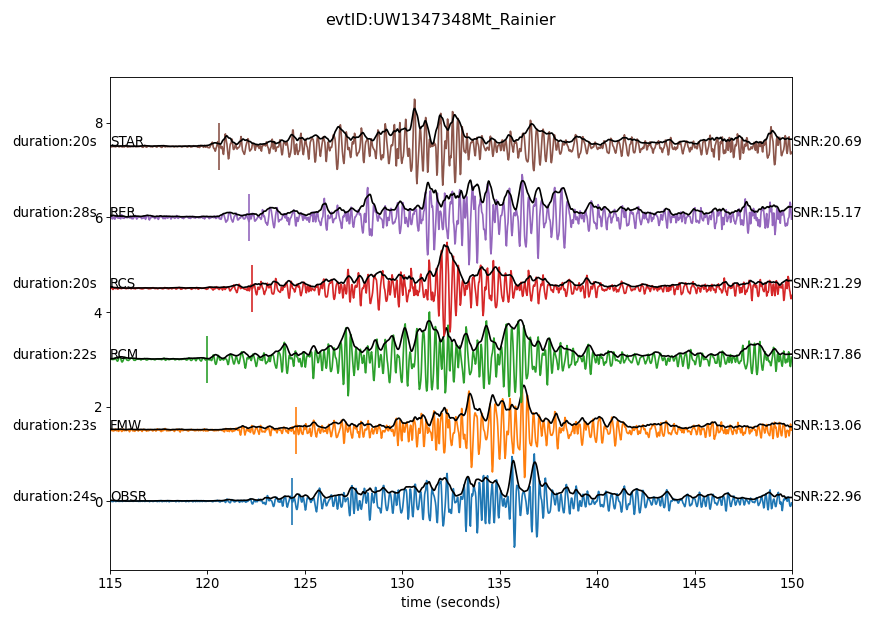 evtID:UW1347348Mt_Rainier
8
duration:20s STAR SNR:20.69
duration:28s RER SNR:15.17
6
duration:20s RCS SNR:21.29
4
duration:22s RCM SNR:17.86
2
duration:23s FMW SNR:13.06
duration:24s 0 OBSR SNR:22.96
115 120 125 130 135 140 145 150
time (seconds)